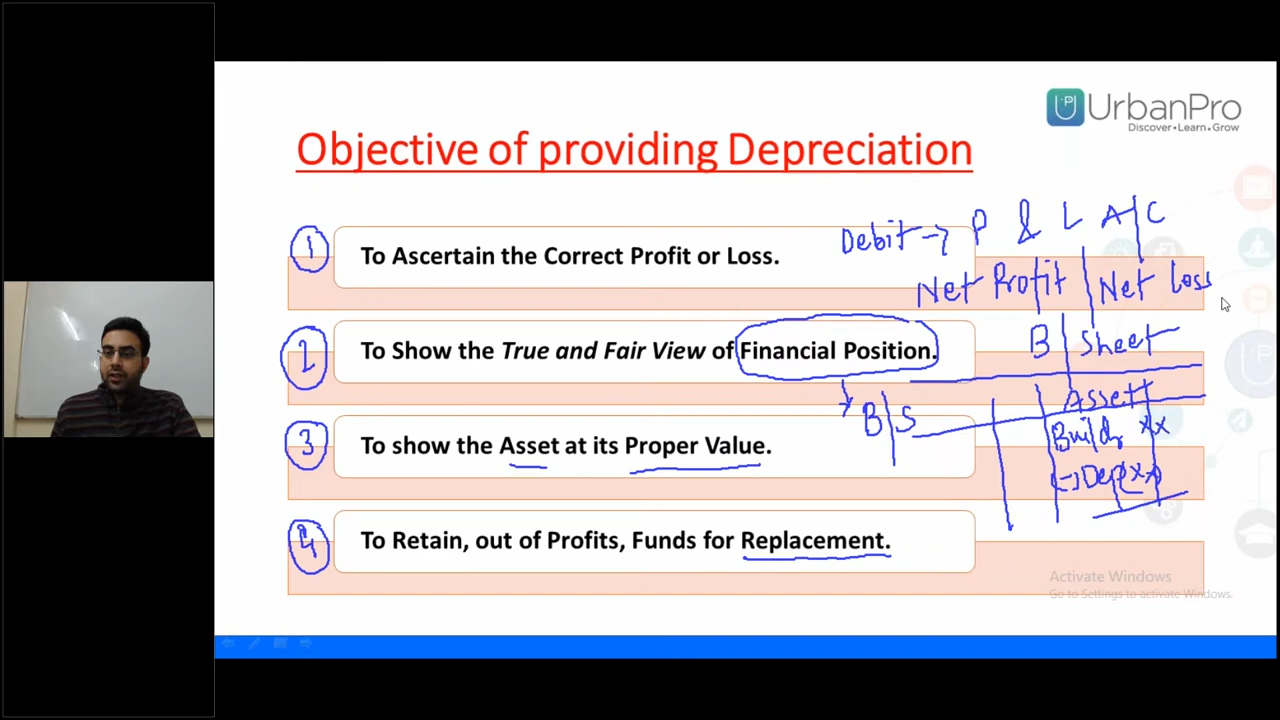 UrbanPro
Discover • Learn • Grow
Objective of providing Depreciation
Debit → P & L A/C
1 To Ascertain the Correct Profit or Loss.
Net Profit Net Loss
2 To Show the True and Fair View of Financial Position.
B Sheet
Assets
B/S
3 To show the Asset at its Proper Value.
Build xx
(-) Dep (xx)
4 To Retain, out of Profits, Funds for Replacement.
Activate Windows
Go to Settings to activate Windows.